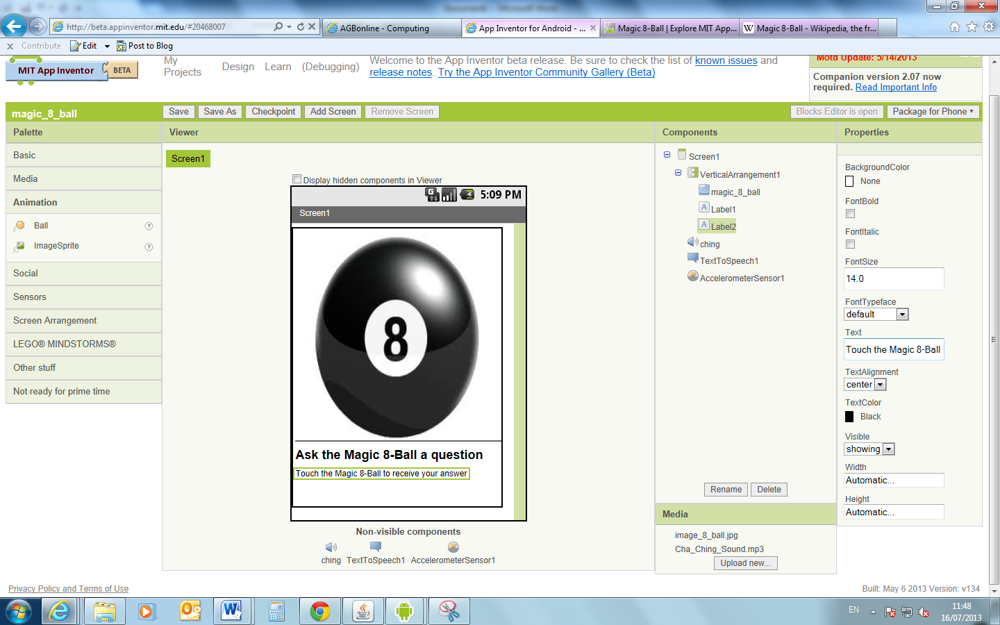 http://beta.appinventor.mit.edu/#20468007
AGBonline - Computing
App Inventor for Android - ...
Magic 8-Ball | Explore MIT App...
Magic 8-Ball - Wikipedia, the fr...
x Contribute Edit Post to Blog
MIT App Inventor BETA
My Projects
Design Learn (Debugging)
Welcome to the App Inventor beta release. Be sure to check the list of known issues and
release notes. Try the App Inventor Community Gallery (Beta)
Motd Update: 5/14/2013
Companion version 2.07 now
required. Read Important Info
magic_8_ball
Save Save As Checkpoint Add Screen Remove Screen
Blocks Editor is open Package for Phone
Palette
Basic
Media
Animation
Ball ?
ImageSprite ?
Social
Sensors
Screen Arrangement
LEGO® MINDSTORMS®
Other stuff
Not ready for prime time
Viewer
Screen1
Display hidden components in Viewer
5:09 PM
Screen1
8
Ask the Magic 8-Ball a question
Touch the Magic 8-Ball to receive your answer
Non-visible components
ching TextToSpeech1 AccelerometerSensor1
Components
Screen1
VerticalArrangement1
magic_8_ball
A Label1
A Label2
ching
TextToSpeech1
AccelerometerSensor1
Rename Delete
Media
image_8_ball.jpg
Cha_Ching_Sound.mp3
Upload new...
Properties
BackgroundColor
None
FontBold
FontItalic
FontSize
14.0
FontTypeface
default
Text
Touch the Magic 8-Ball
TextAlignment
center
TextColor
Black
Visible
showing
Width
Automatic...
Height
Automatic...
Privacy Policy and Terms of Use
Built: May 6 2013 Version: v134
EN
11:48
16/07/2013